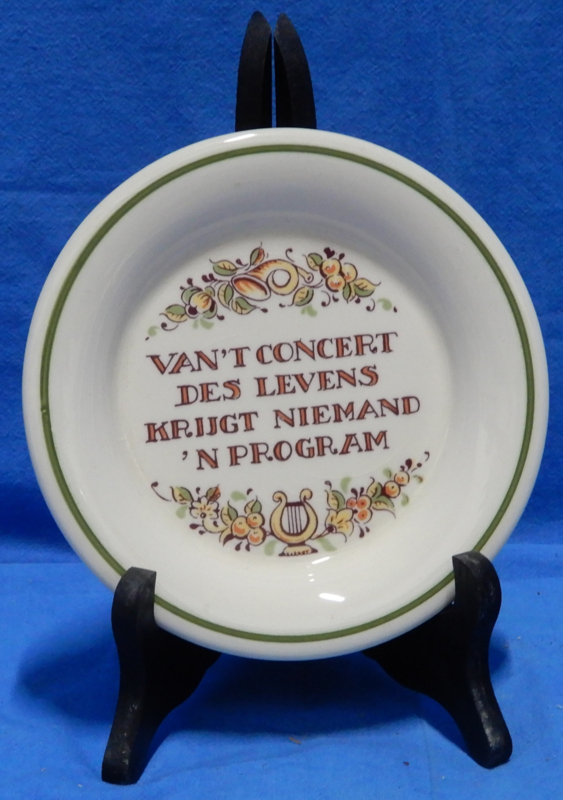 VAN'T CONCERT
DES LEVENS
KRIJGT NIEMAND
'N PROGRAM